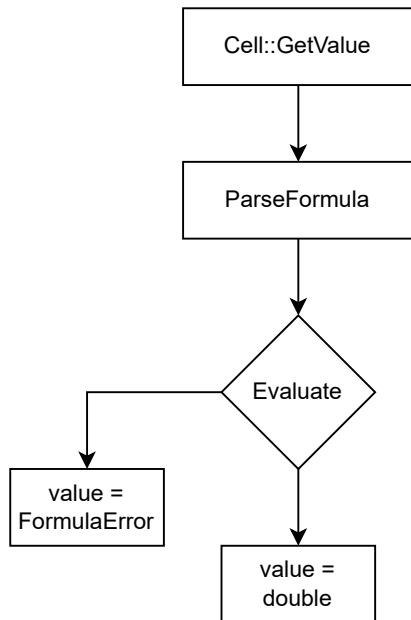 Cell::GetValue
ParseFormula
Evaluate
value =
FormulaError
value =
double